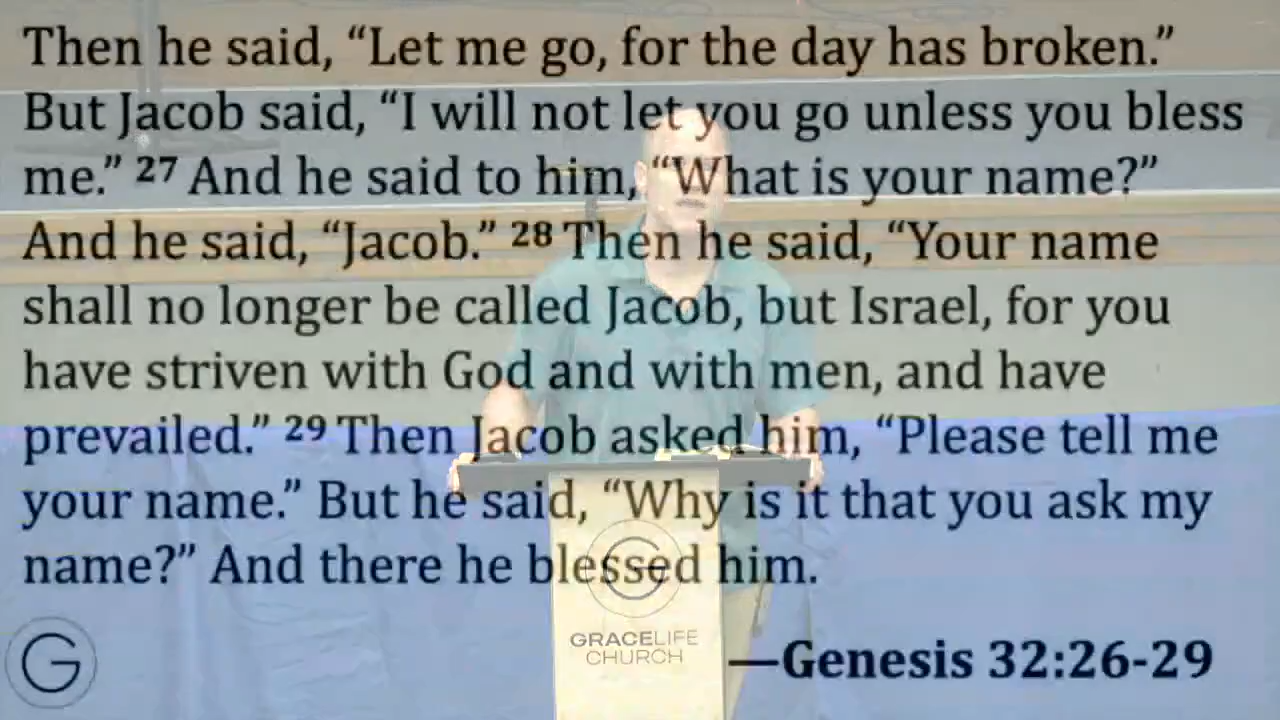 Then he said, “Let me go, for the day has broken.”
But Jacob said, “I will not let you go unless you bless
me.” 27 And he said to him, “What is your name?”
And he said, “Jacob.” 28 Then he said, “Your name
shall no longer be called Jacob, but Israel, for you
have striven with God and with men, and have
prevailed.” 29 Then Jacob asked him, “Please tell me
your name.” But he said, “Why is it that you ask my
name?” And there he blessed him.
G
GRACELIFE
CHURCH
G
—Genesis 32:26-29